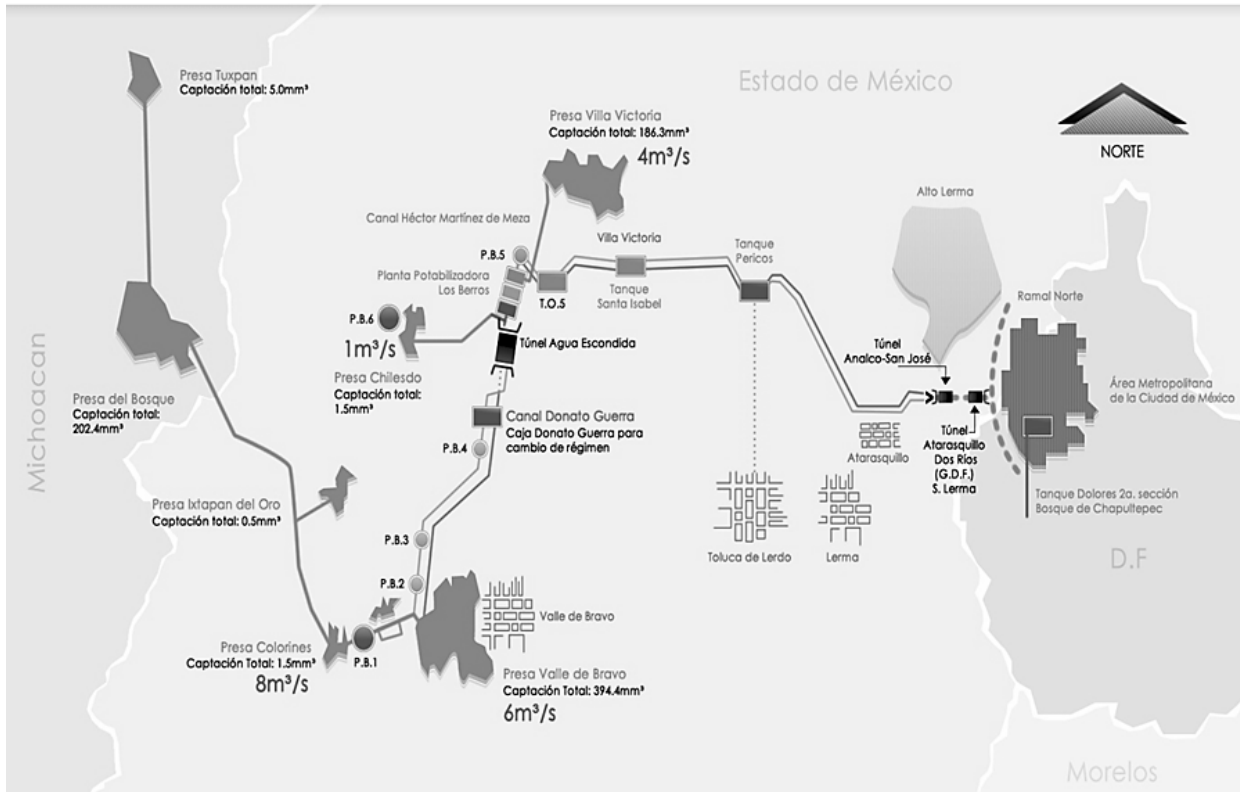 Estado de México
Presa Tuxpan
Captación total: 5.0mm³
Presa Villa Victoria
Captación total: 186.3mm³
4m³/s
NORTE
Alto Lerma
Canal Héctor Martínez de Meza
P.B.5
Villa Victoria
Tanque
Pericos
Planta Potabilizadora
Los Berros
T.O.5
Tanque
Santa Isabel
Ramal Norte
P.B.6
1m³/s
Túnel Agua Escondida
Túnel
Analco-San José
Presa Chilesdo
Captación total:
1.5mm³
Michoacan
Presa del Bosque
Captación total:
202.4mm³
Área Metropolitana
de la Ciudad de México
Canal Donato Guerra
Caja Donato Guerra para
cambio de régimen
P.B.4
Atarasquillo
Túnel
Atarasquillo
Dos Ríos
(G.D.F.)
S. Lerma
Presa Ixtapan del Oro
Captación total: 0.5mm³
Tanque Dolores 2a. sección
Bosque de Chapultepec
P.B.3
Toluca de Lerdo
Lerma
D.F
P.B.2
Valle de Bravo
Presa Colorines
Captación Total: 1.5mm³
8m³/s
P.B.1
Presa Valle de Bravo
Captación Total: 394.4mm³
6m³/s
Morelos